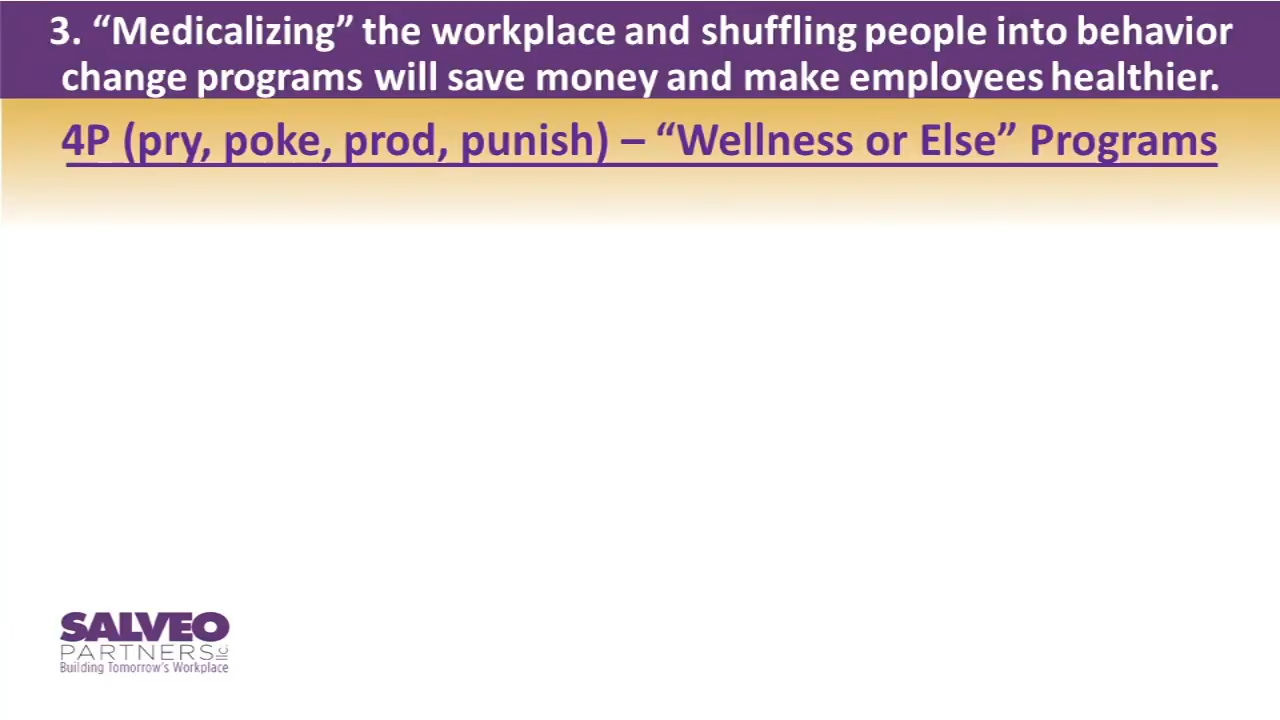 3. “Medicalizing” the workplace and shuffling people into behavior
change programs will save money and make employees healthier.
4P (pry, poke, prod, punish) – “Wellness or Else” Programs
SALVEO
PARTNERS LLC
Building Tomorrow's Workplace